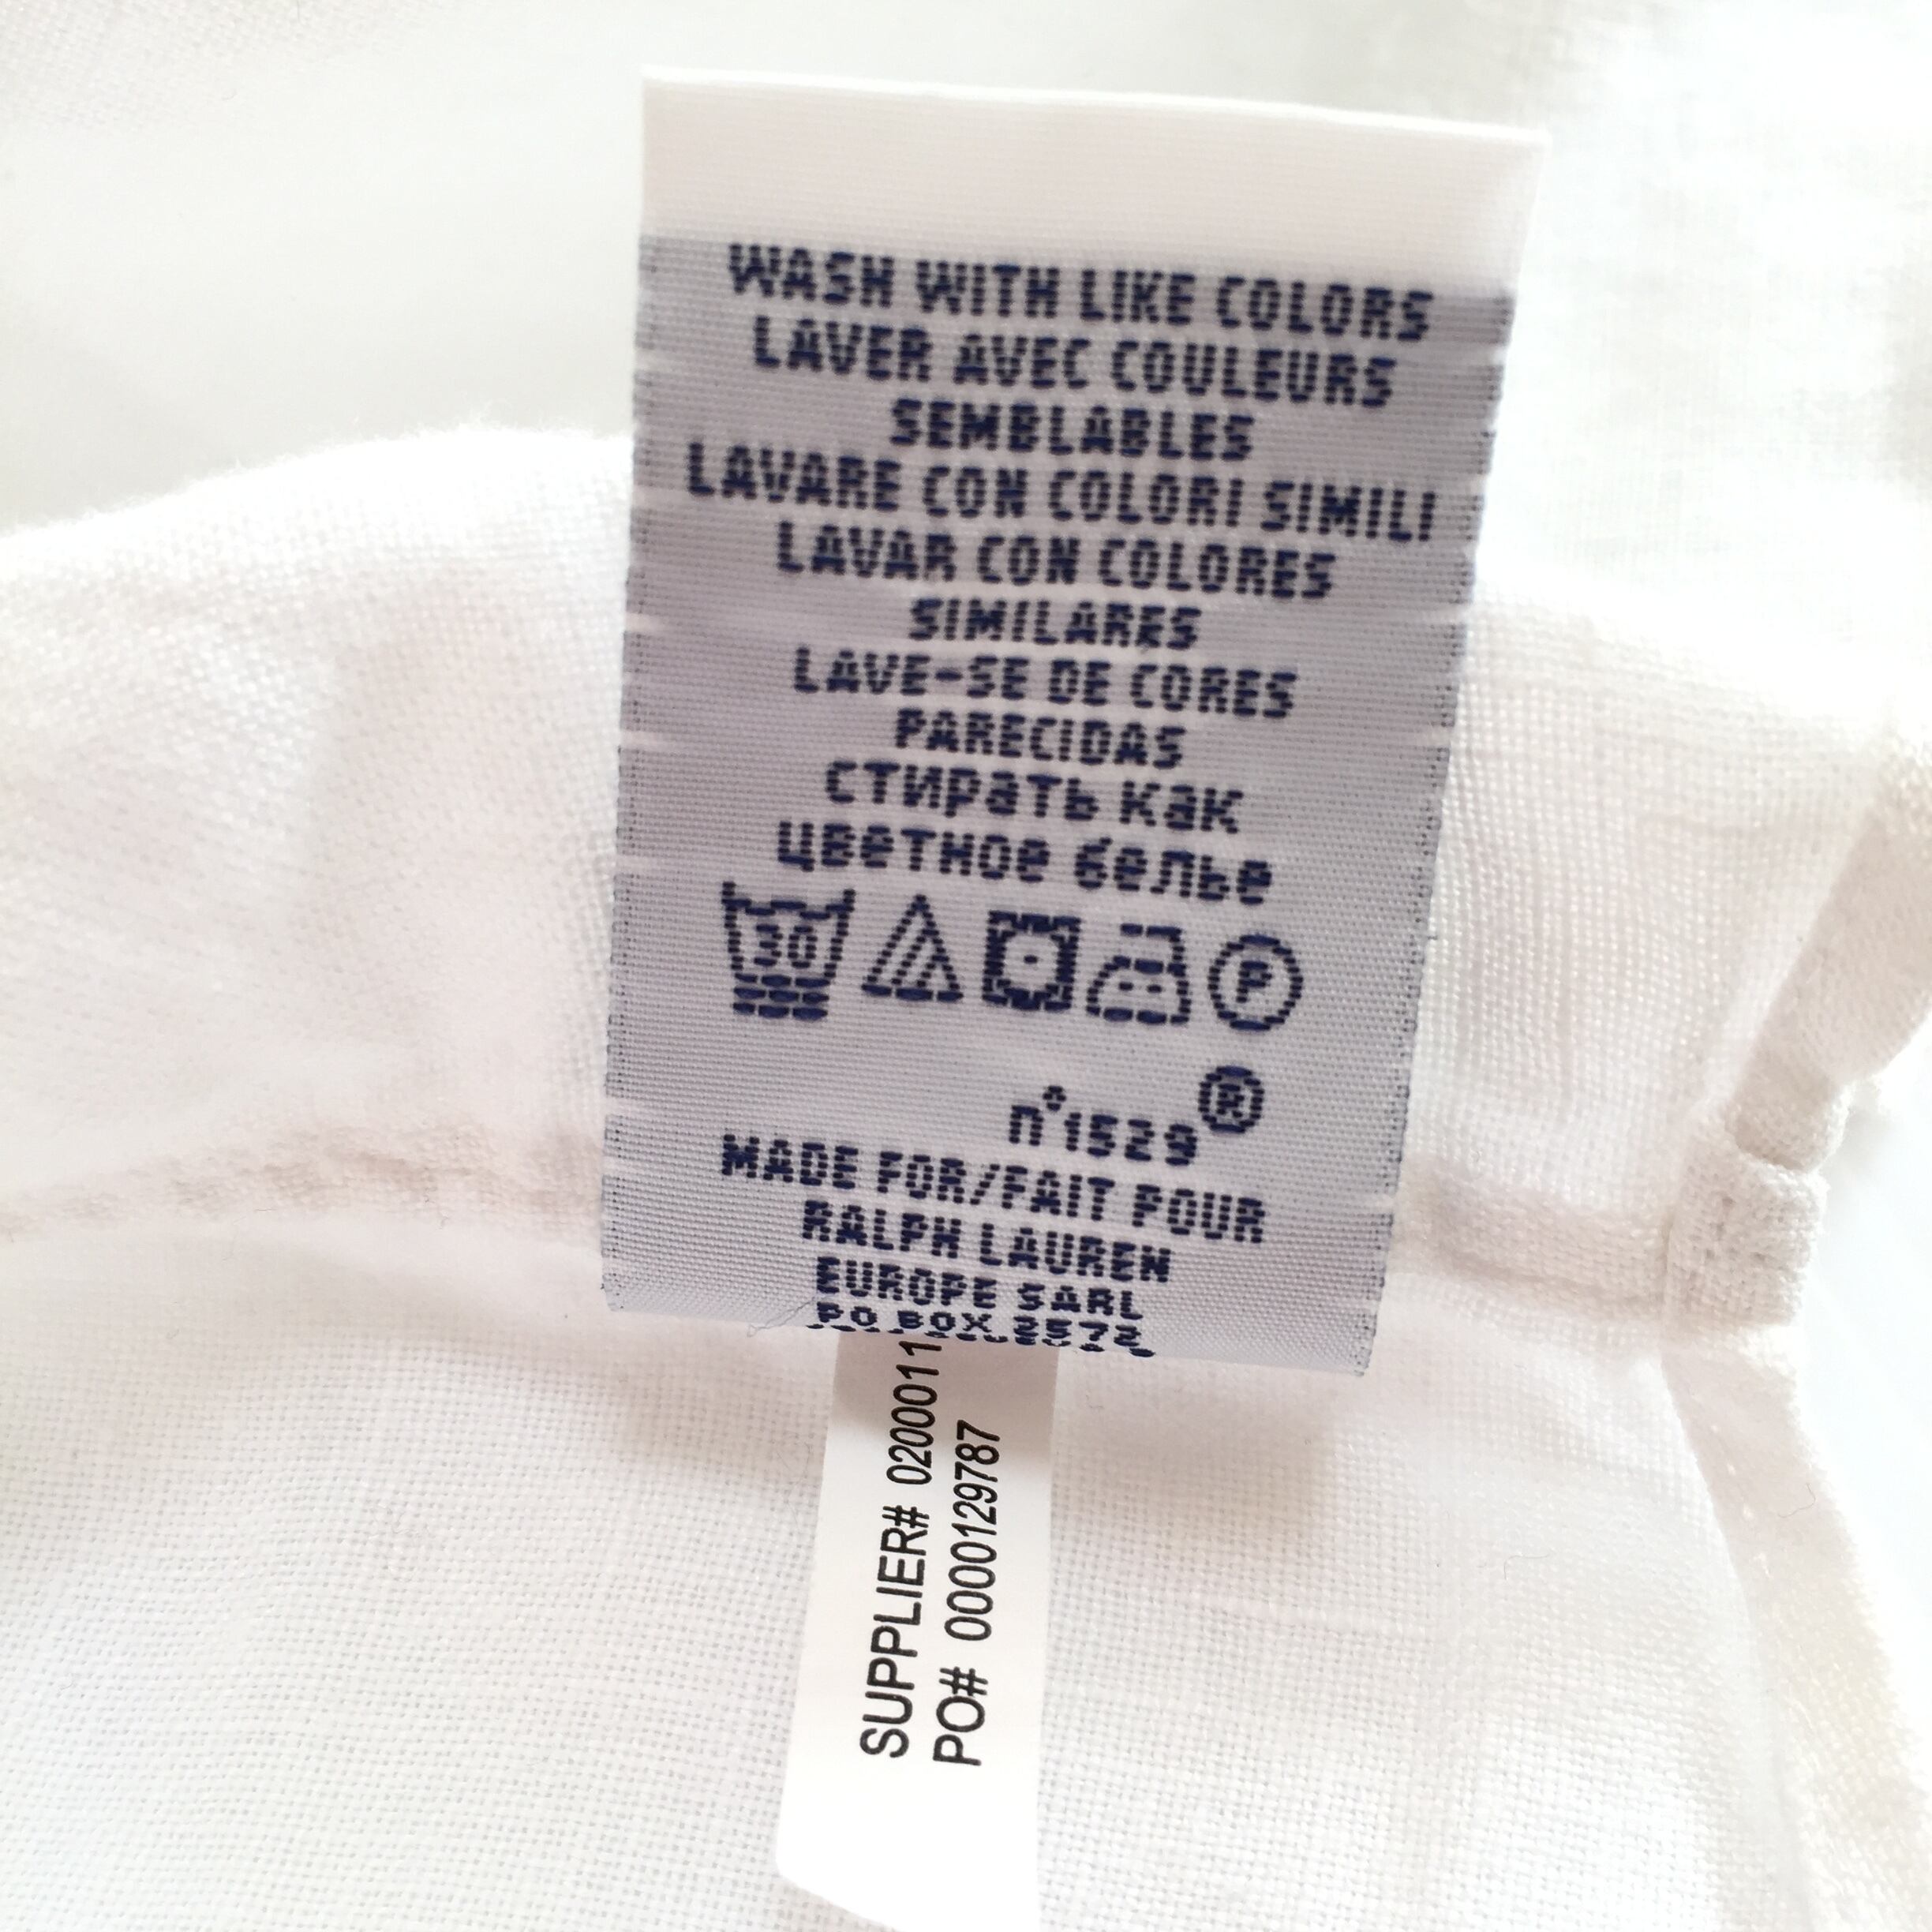 WASH WITH LIKE COLORS
LAVER AVEC COULEURS
SEMBLABLES
LAVARE CON COLORI SIMILI
LAVAR CON COLORES
SIMILARES
LAVE-SE DE CORES
PARECIDAS
стирать как
цветное белье
30 P
n°1529®
MADE FOR/FAIT POUR
RALPH LAUREN
EUROPE SARL
PO BOX 2572
SUPPLIER# 0200011
PO# 0000129787